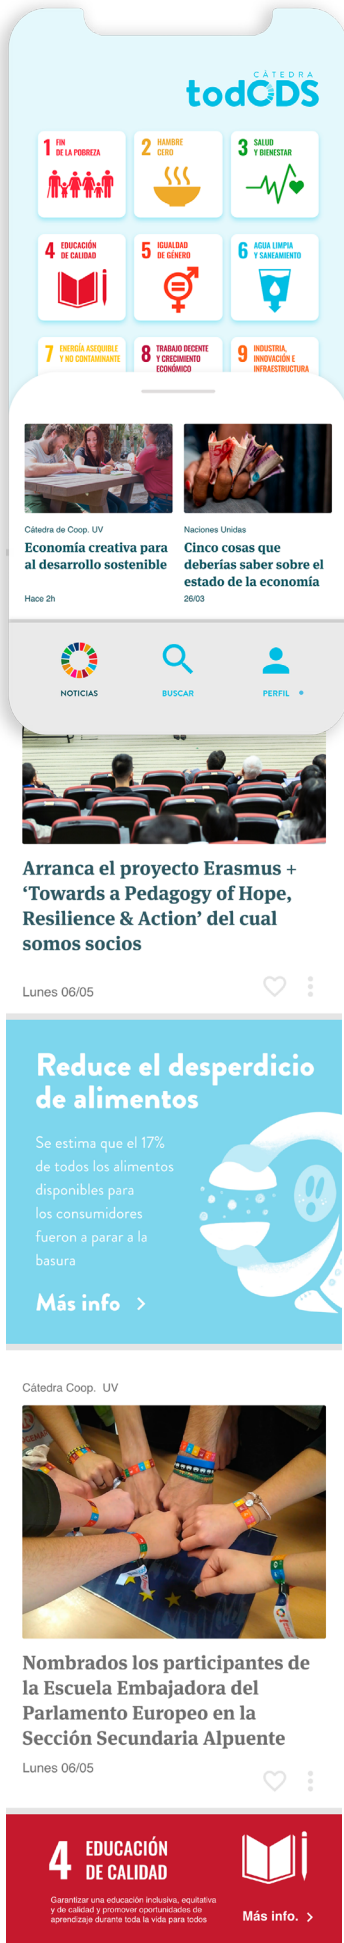 CÁTEDRA
todODS
1 FIN
DE LA POBREZA
2 HAMBRE
CERO
3 SALUD
Y BIENESTAR
4 EDUCACIÓN
DE CALIDAD
5 IGUALDAD
DE GÉNERO
6 AGUA LIMPIA
Y SANEAMIENTO
7 ENERGÍA ASEQUIBLE
Y NO CONTAMINANTE
8 TRABAJO DECENTE
Y CRECIMIENTO
ECONÓMICO
9 INDUSTRIA,
INNOVACIÓN E
INFRAESTRUCTURA
Cátedra de Coop. UV
Economía creativa para
al desarrollo sostenible
Hace 2h
Naciones Unidas
Cinco cosas que
deberías saber sobre el
estado de la economía
26/03
NOTICIAS
BUSCAR
PERFIL
Arranca el proyecto Erasmus +
‘Towards a Pedagogy of Hope,
Resilience & Action’ del cual
somos socios
Lunes 06/05
Reduce el desperdicio
de alimentos
Se estima que el 17%
de todos los alimentos
disponibles para
los consumidores
fueron a parar a la
basura
Más info >
Cátedra Coop. UV
Nombrados los participantes de
la Escuela Embajadora del
Parlamento Europeo en la
Sección Secundaria Alpuente
Lunes 06/05
4 EDUCACIÓN
DE CALIDAD
Garantizar una educación inclusiva, equitativa
y de calidad y promover oportunidades de
aprendizaje durante toda la vida para todos
Más info. >